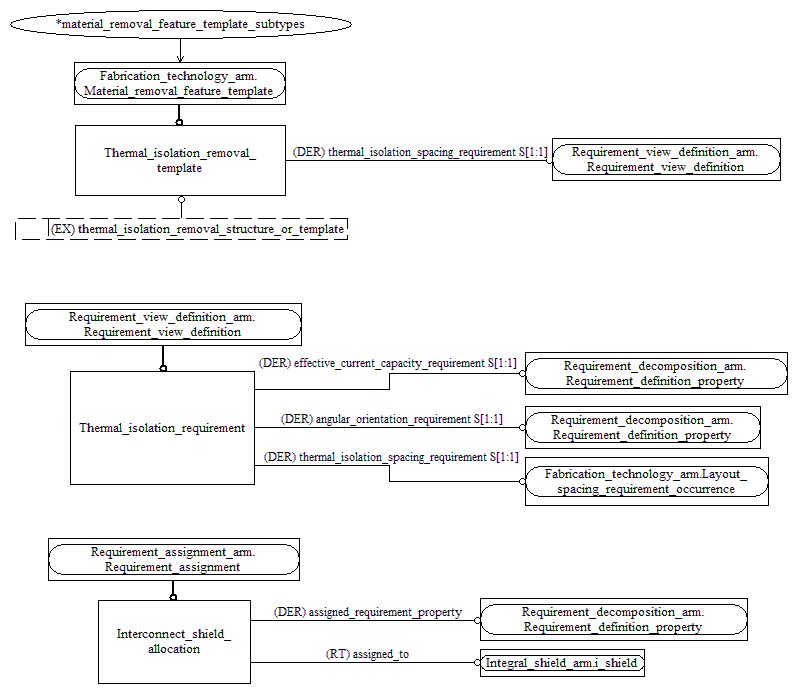 *material_removal_feature_template_subtypes
Fabrication_technology_arm.
Material_removal_feature_template
Thermal_isolation_removal_
template
(DER) thermal_isolation_spacing_requirement S[1:1]
Requirement_view_definition_arm.
Requirement_view_definition
(EX) thermal_isolation_removal_structure_or_template
Requirement_view_definition_arm.
Requirement_view_definition
Thermal_isolation_requirement
(DER) effective_current_capacity_requirement S[1:1]
Requirement_decomposition_arm.
Requirement_definition_property
(DER) angular_orientation_requirement S[1:1]
Requirement_decomposition_arm.
Requirement_definition_property
(DER) thermal_isolation_spacing_requirement S[1:1]
Fabrication_technology_arm.Layout_
spacing_requirement_occurrence
Requirement_assignment_arm.
Requirement_assignment
Interconnect_shield_
allocation
(DER) assigned_requirement_property
Requirement_decomposition_arm.
Requirement_definition_property
(RT) assigned_to
Integral_shield_arm.i_shield